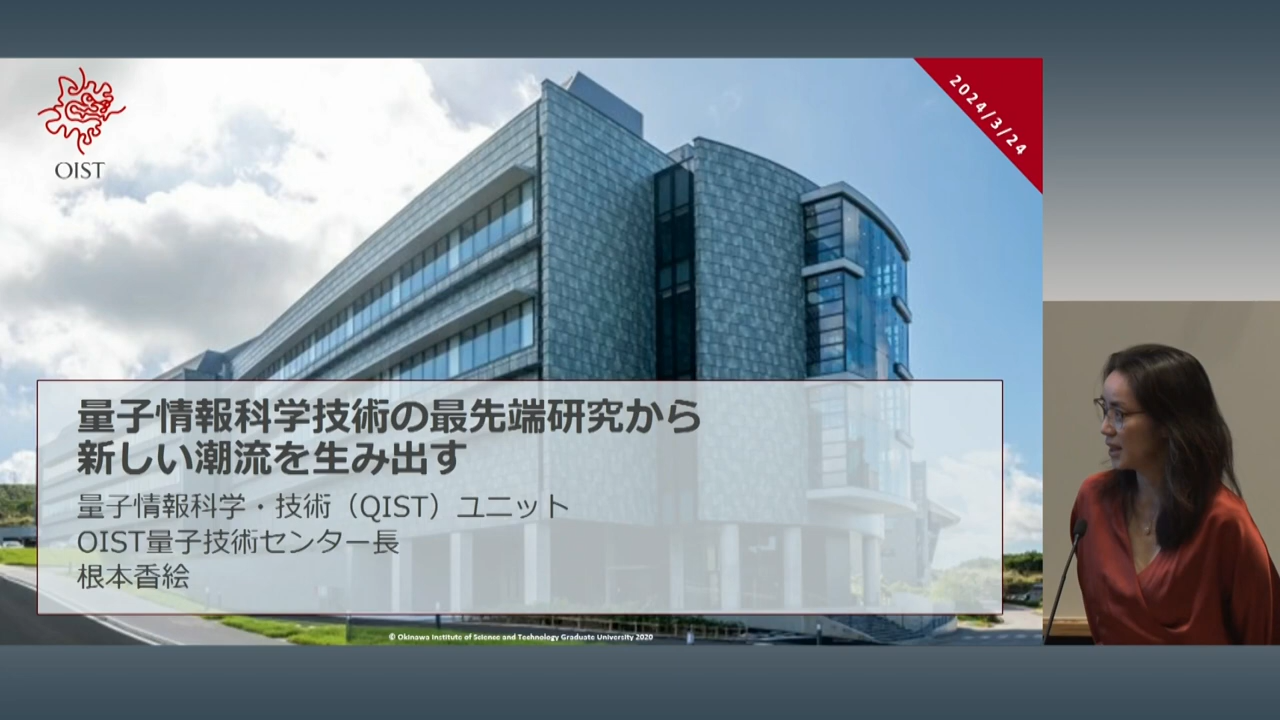 OIST
2024/3/24
量子情報科学技術の最先端研究から
新しい潮流を生み出す
量子情報科学・技術（QIST）ユニット
OIST量子技術センター長
根本香絵
© Okinawa Institute of Science and Technology Graduate University 2020